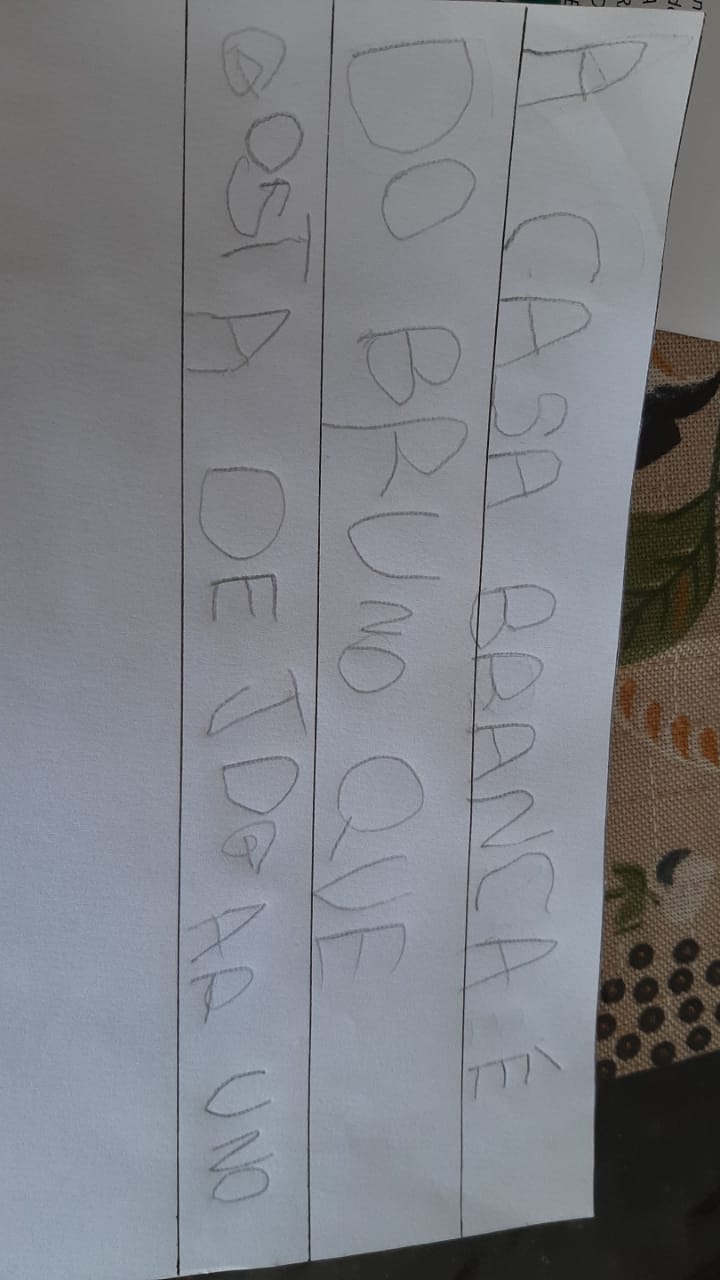 A CASA BRANCA É
DO BRUNO QUE
GOSTA DE JOGAR UNO